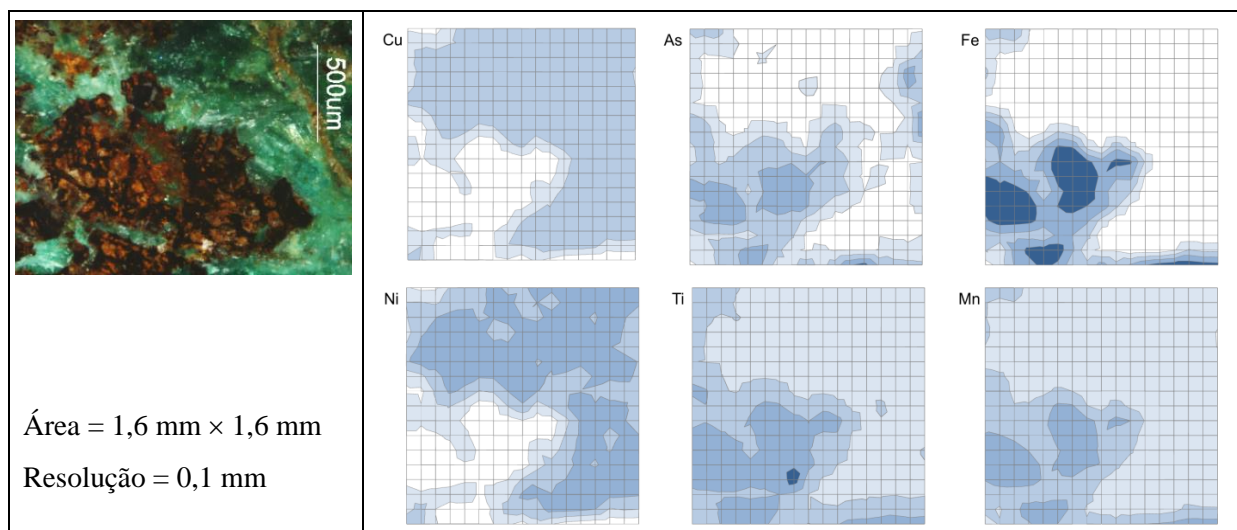 500um
Cu
As
Fe
Ni
Ti
Mn
Área = 1,6 mm × 1,6 mm
Resolução = 0,1 mm